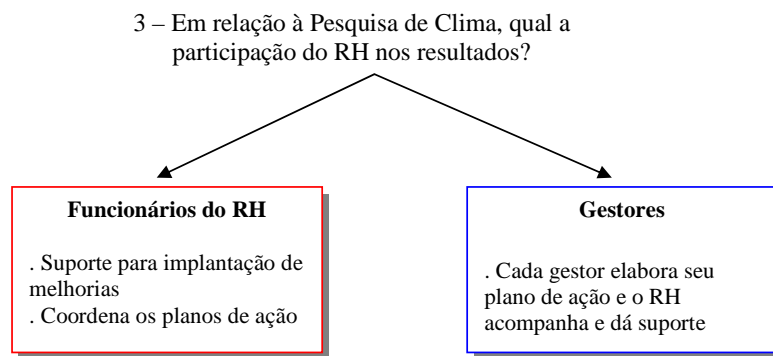 3 – Em relação à Pesquisa de Clima, qual a
participação do RH nos resultados?
Funcionários do RH
. Suporte para implantação de
melhorias
. Coordena os planos de ação
Gestores
. Cada gestor elabora seu
plano de ação e o RH
acompanha e dá suporte